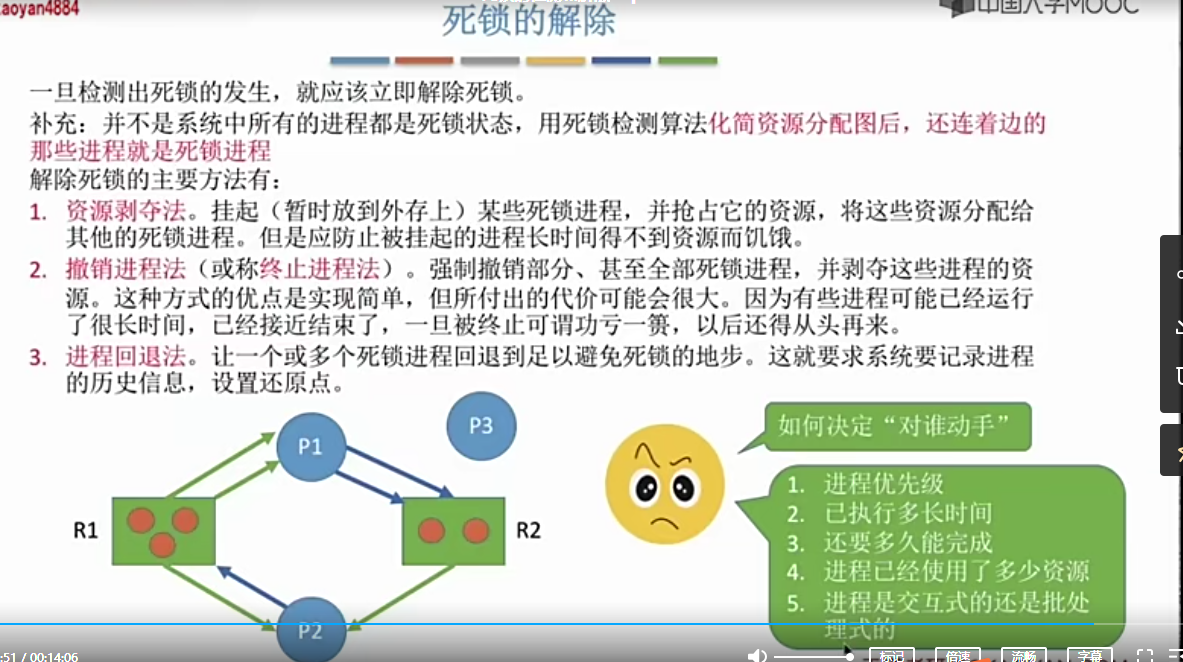 aoyan4884
中国大学MOOC
死锁的解除
一旦检测出死锁的发生，就应该立即解除死锁。
补充：并不是系统中所有的进程都是死锁状态，用死锁检测算法化简资源分配图后，还连着边的
那些进程就是死锁进程
解除死锁的主要方法有：
1. 资源剥夺法。挂起（暂时放到外存上）某些死锁进程，并抢占它的资源，将这些资源分配给
其他的死锁进程。但是应防止被挂起的进程长时间得不到资源而饥饿。
2. 撤销进程法（或称终止进程法）。强制撤销部分、甚至全部死锁进程，并剥夺这些进程的资
源。这种方式的优点是实现简单，但所付出的代价可能会很大。因为有些进程可能已经运行
了很长时间，已经接近结束了，一旦被终止可谓功亏一篑，以后还得从头再来。
3. 进程回退法。让一个或多个死锁进程回退到足以避免死锁的地步。这就要求系统要记录进程
的历史信息，设置还原点。
P1
P3
R1
R2
P2
如何决定“对谁动手”
1. 进程优先级
2. 已执行多长时间
3. 还要多久能完成
4. 进程已经使用了多少资源
5. 进程是交互式的还是批处
理式的
:51 / 00:14:06
标记
倍速
流畅
字幕